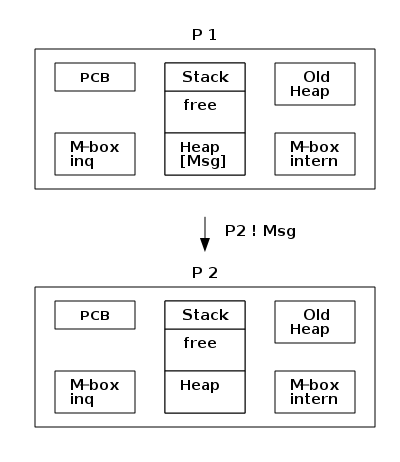 P 1
PCB
Stack
Old
Heap
free
M-box
inq
Heap
[Msg]
M-box
intern
P2 ! Msg
P 2
PCB
Stack
Old
Heap
free
M-box
inq
Heap
M-box
intern